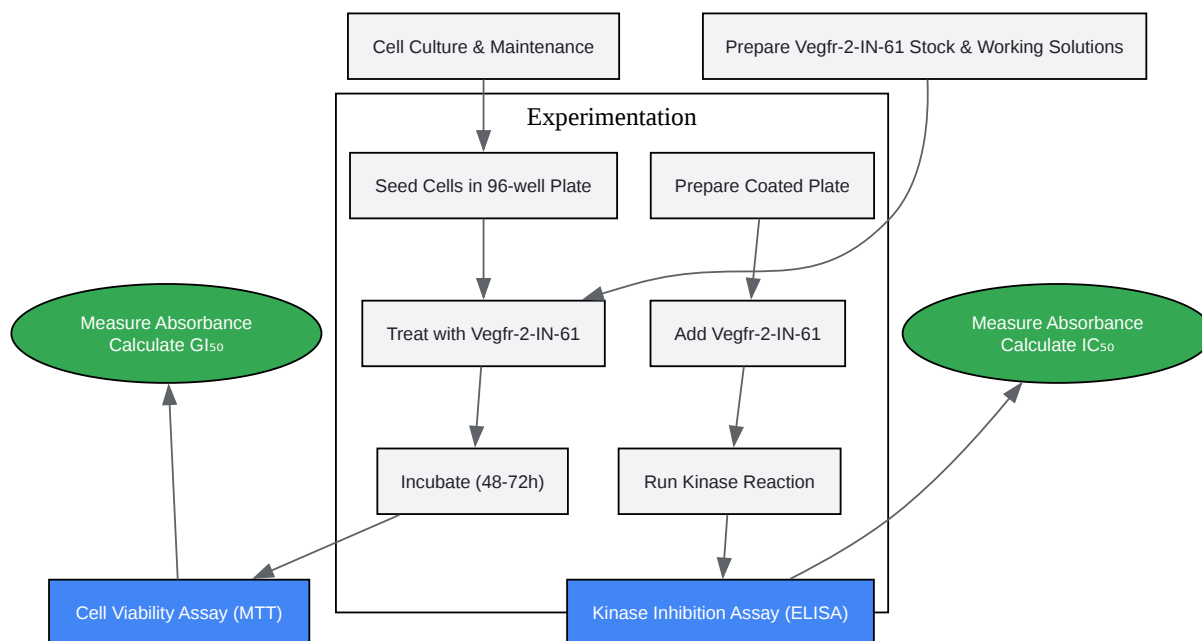 Cell Culture & Maintenance
Prepare Vegfr-2-IN-61 Stock & Working Solutions
Experimentation
Seed Cells in 96-well Plate
Prepare Coated Plate
Measure Absorbance
Calculate GI₅₀
Treat with Vegfr-2-IN-61
Add Vegfr-2-IN-61
Measure Absorbance
Calculate IC₅₀
Incubate (48-72h)
Run Kinase Reaction
Cell Viability Assay (MTT)
Kinase Inhibition Assay (ELISA)